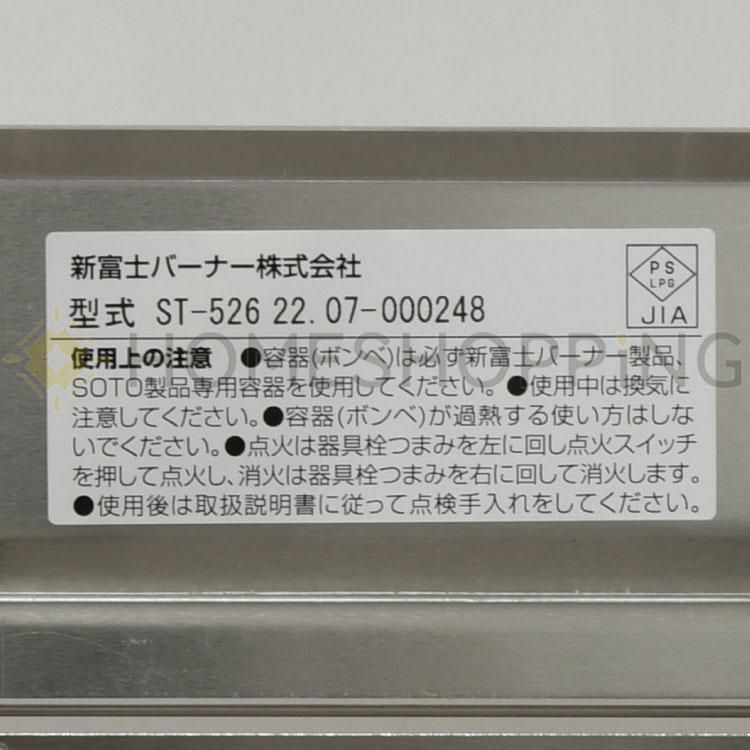 新富士バーナー株式会社
型式 ST-526 22.07-000248
PS
LPG
JIA
使用上の注意 ●容器(ボンベ)は必ず新富士バーナー製品、
SOTO製品専用容器を使用してください。●使用中は換気に
注意してください。●容器(ボンベ)が過熱する使い方はしな
いでください。●点火は器具栓つまみを左に回し点火スイッチ
を押して点火し、消火は器具栓つまみを右に回して消火します。
●使用後は取扱説明書に従って点検手入れをしてください。
HOMESHOPPiNG